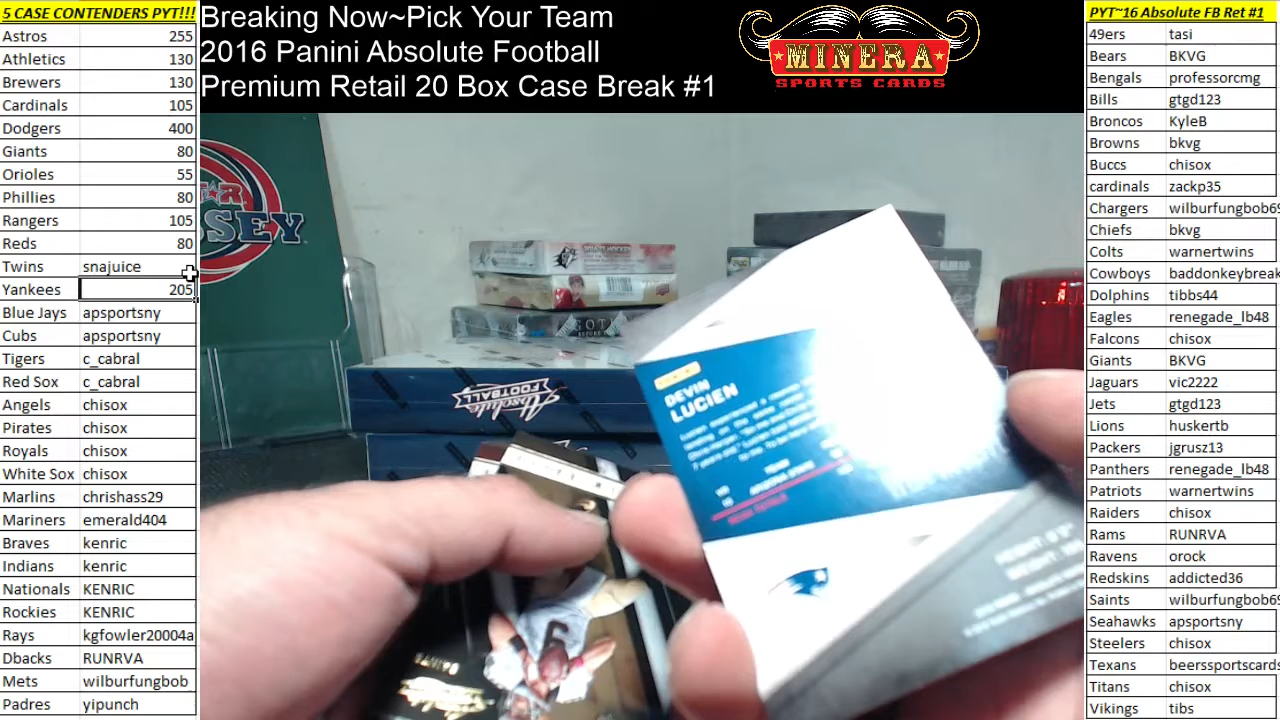 5 CASE CONTENDERS PYT!!!
Astros 255
Athletics 130
Brewers 130
Cardinals 105
Dodgers 400
Giants 80
Orioles 55
Phillies 80
Rangers 105
Reds 80
Twins snajuice
Yankees 205
Blue Jays apsportsny
Cubs apsportsny
Tigers c_cabral
Red Sox c_cabral
Angels chisox
Pirates chisox
Royals chisox
White Sox chisox
Marlins chrishass29
Mariners emerald404
Braves kenric
Indians kenric
Nationals KENRIC
Rockies KENRIC
Rays kgfowler20004a
Dbacks RUNRVA
Mets wilburfungbob
Padres yipunch
Breaking Now~Pick Your Team
2016 Panini Absolute Football
Premium Retail 20 Box Case Break #1
MINERA
SPORTS CARDS
Absolute
FOOTBALL
DEVIN
LUCIEN
PYT~16 Absolute FB Ret #1
49ers tasi
Bears BKVG
Bengals professorcmg
Bills gtgd123
Broncos KyleB
Browns bkvg
Buccs chisox
cardinals zackp35
Chargers wilburfungbob69
Chiefs bkvg
Colts warnertwins
Cowboys baddonkeybreak
Dolphins tibbs44
Eagles renegade_lb48
Falcons chisox
Giants BKVG
Jaguars vic2222
Jets gtgd123
Lions huskertb
Packers jgrusz13
Panthers renegade_lb48
Patriots warnertwins
Raiders chisox
Rams RUNRVA
Ravens orock
Redskins addicted36
Saints wilburfungbob69
Seahawks apsportsny
Steelers chisox
Texans beerssportscards
Titans chisox
Vikings tibs